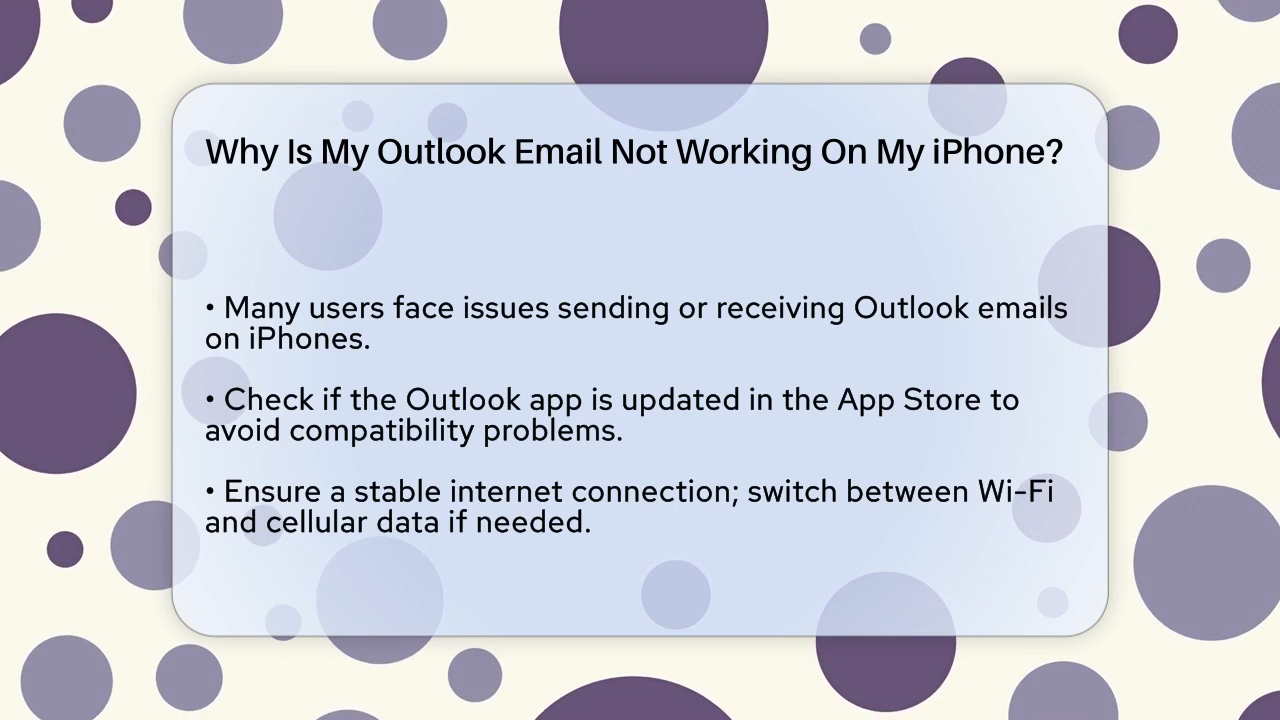 Why Is My Outlook Email Not Working On My iPhone?
• Many users face issues sending or receiving Outlook emails
on iPhones.
• Check if the Outlook app is updated in the App Store to
avoid compatibility problems.
• Ensure a stable internet connection; switch between Wi-Fi
and cellular data if needed.